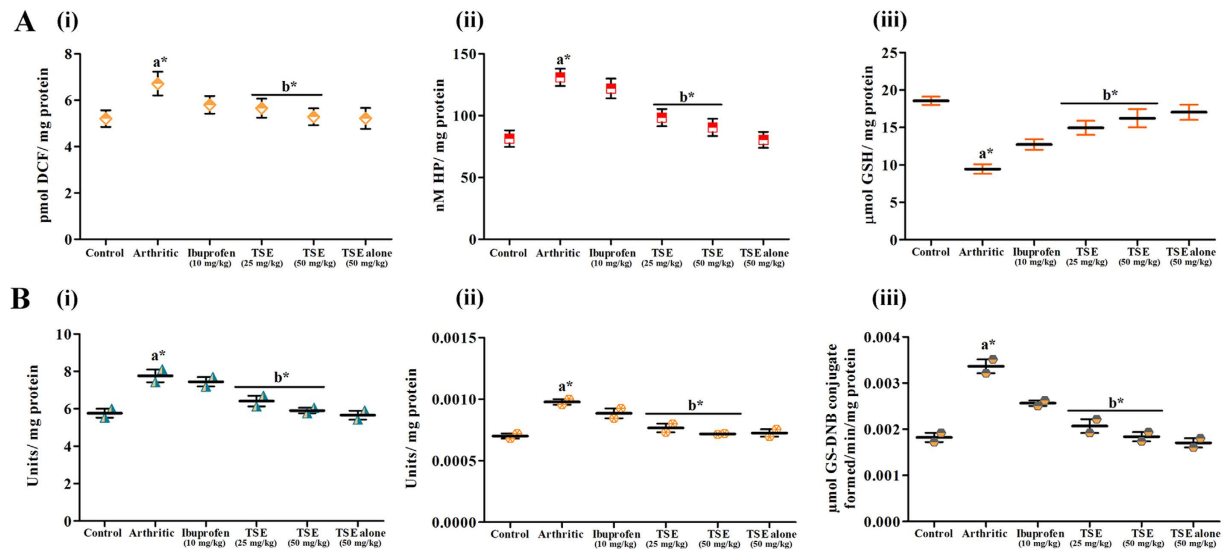 A
(i)
pmol DCF/ mg protein
8
6
4
2
0
a*
b*
Control
Arthritic
Ibuprofen
(10 mg/kg)
TSE
(25 mg/kg)
TSE
(50 mg/kg)
TSE alone
(50 mg/kg)
(ii)
nM HP/ mg protein
150
100
50
0
a*
b*
Control
Arthritic
Ibuprofen
(10 mg/kg)
TSE
(25 mg/kg)
TSE
(50 mg/kg)
TSE alone
(50 mg/kg)
(iii)
μmol GSH/ mg protein
25
20
15
10
5
0
a*
b*
Control
Arthritic
Ibuprofen
(10 mg/kg)
TSE
(25 mg/kg)
TSE
(50 mg/kg)
TSE alone
(50 mg/kg)
B
(i)
Units/ mg protein
10
8
6
4
2
0
a*
b*
Control
Arthritic
Ibuprofen
(10 mg/kg)
TSE
(25 mg/kg)
TSE
(50 mg/kg)
TSE alone
(50 mg/kg)
(ii)
Units/ mg protein
0.0015
0.0010
0.0005
0.0000
a*
b*
Control
Arthritic
Ibuprofen
(10 mg/kg)
TSE
(25 mg/kg)
TSE
(50 mg/kg)
TSE alone
(50 mg/kg)
(iii)
μmol GS-DNB conjugate
formed/min/mg protein
0.004
0.003
0.002
0.001
0.000
a*
b*
Control
Arthritic
Ibuprofen
(10 mg/kg)
TSE
(25 mg/kg)
TSE
(50 mg/kg)
TSE alone
(50 mg/kg)